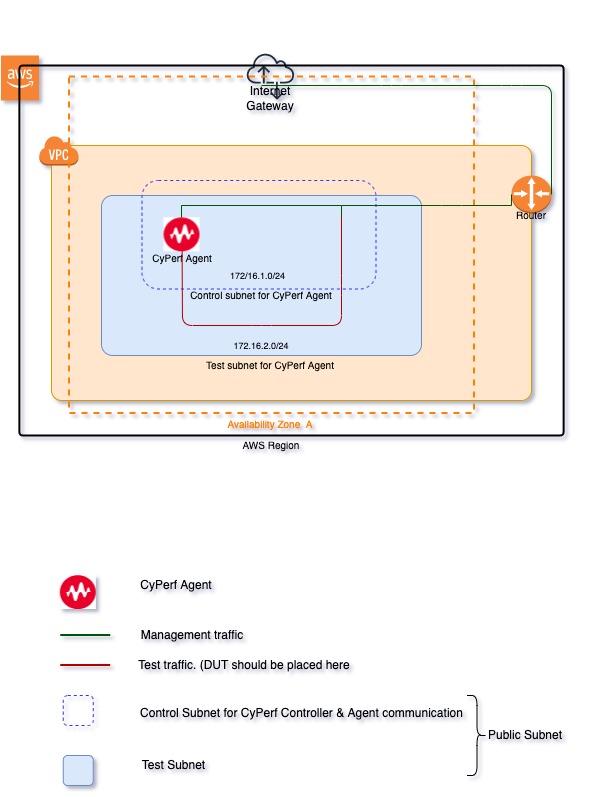 aws
Internet
Gateway
VPC
Router
CyPerf Agent
172/16.1.0/24
Control subnet for CyPerf Agent
172.16.2.0/24
Test subnet for CyPerf Agent
Availability Zone A
AWS Region
CyPerf Agent
Management traffic
Test traffic. (DUT should be placed here
Control Subnet for CyPerf Controller & Agent communication
Public Subnet
Test Subnet